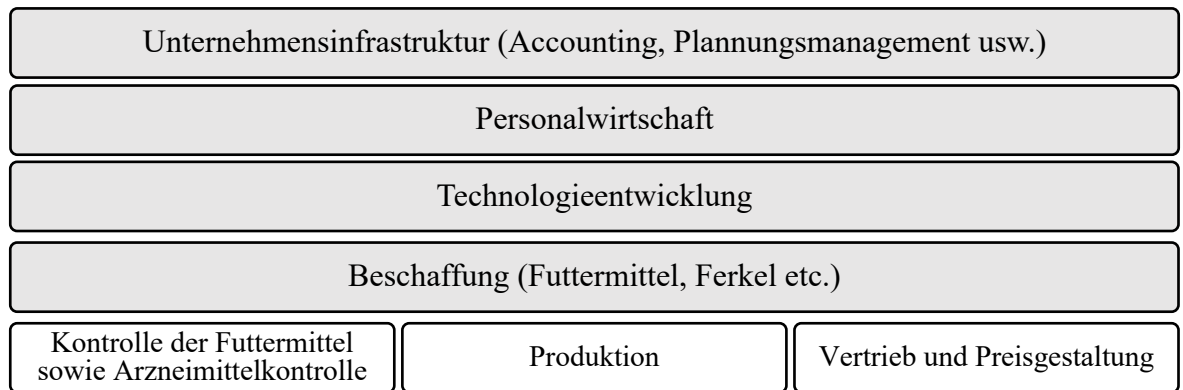 Unternehmensinfrastruktur (Accounting, Plannungsmanagement usw.)
Personalwirtschaft
Technologieentwicklung
Beschaffung (Futtermittel, Ferkel etc.)
Kontrolle der Futtermittel
sowie Arzneimittelkontrolle
Produktion
Vertrieb und Preisgestaltung